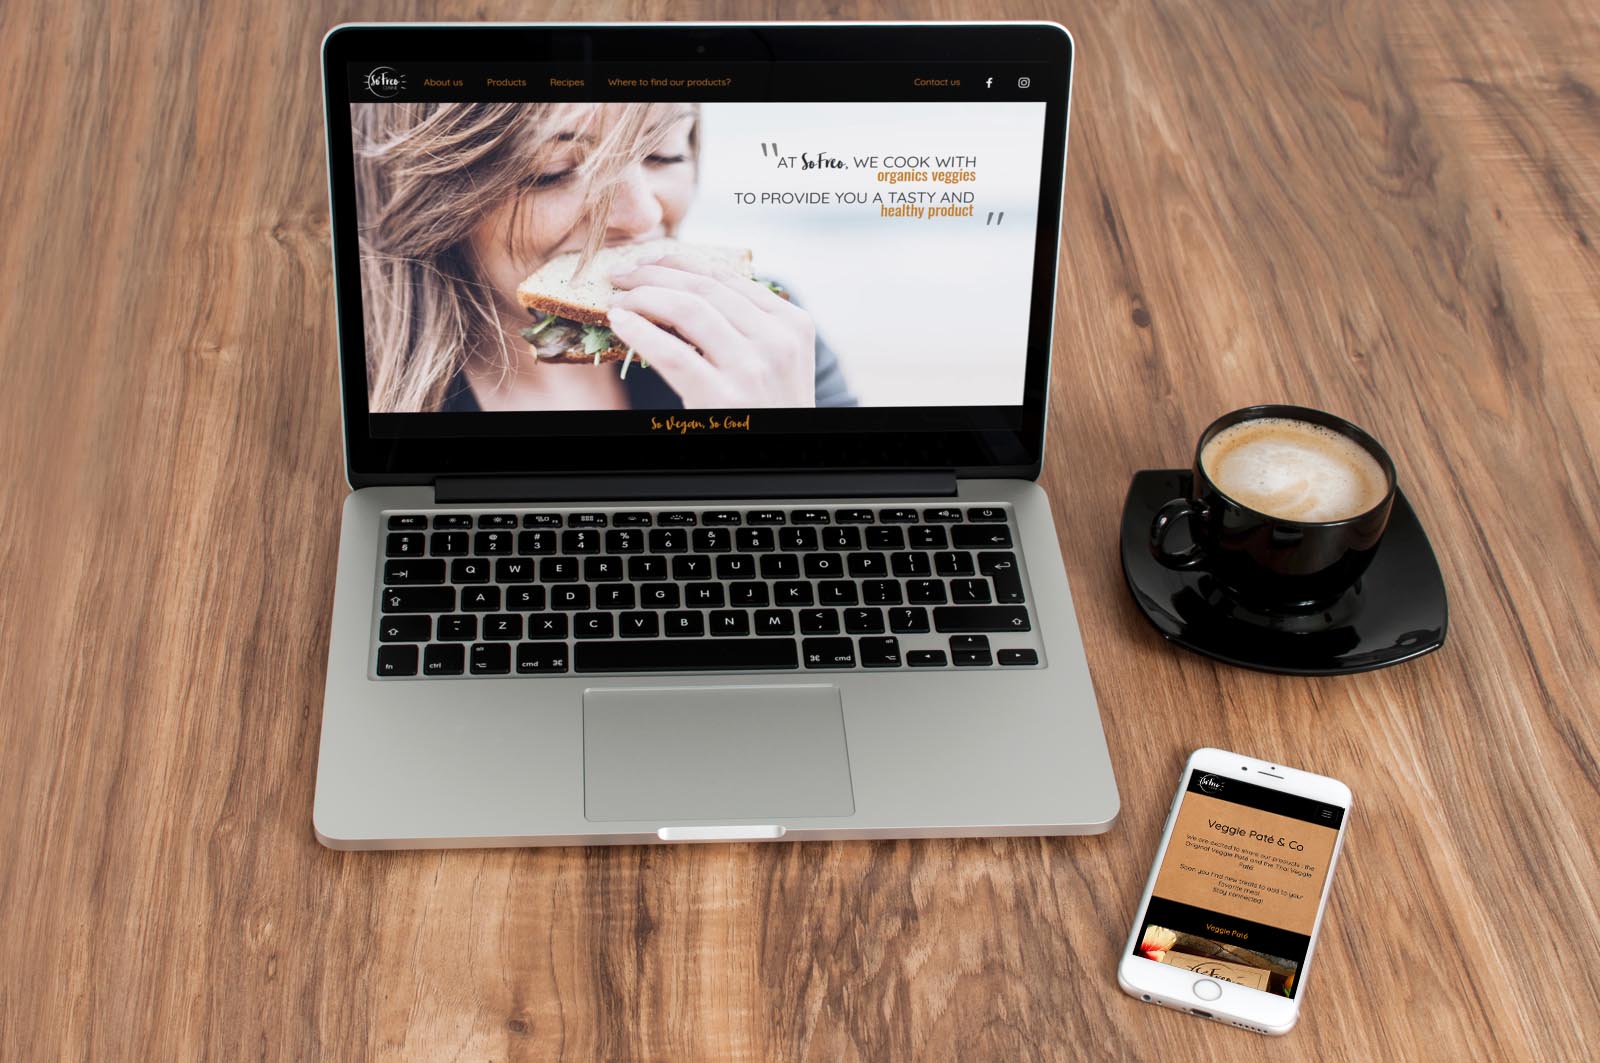 So Freo
CUISINE
About us
Products
Recipes
Where to find our products?
Contact us
"AT So Freo, WE COOK WITH
organics veggies
TO PROVIDE YOU A TASTY AND
healthy product "
So Vegan, So Good
esc F1 F2 F3 F4 F5 F6 F7 F8 F9 F10 F11 F12
± § ! 1 @ 2 # 3 $ 4 % 5 ^ 6 & 7 * 8 ( 9 ) 0 _ - + =
Q W E R T Y U I O P { [ } ]
A S D F G H J K L : ; " ' | \
~ ` Z X C V B N M < , > . ? /
fn ctrl alt cmd ⌘ ⌘ cmd alt
So Freo
Veggie Paté & Co
We are excited to share our products : the
Original Veggie Paté and the Thai Veggie
Paté.
Soon you find new treats to add to your
favorite meal.
Stay connected!
Veggie Paté
So Freo